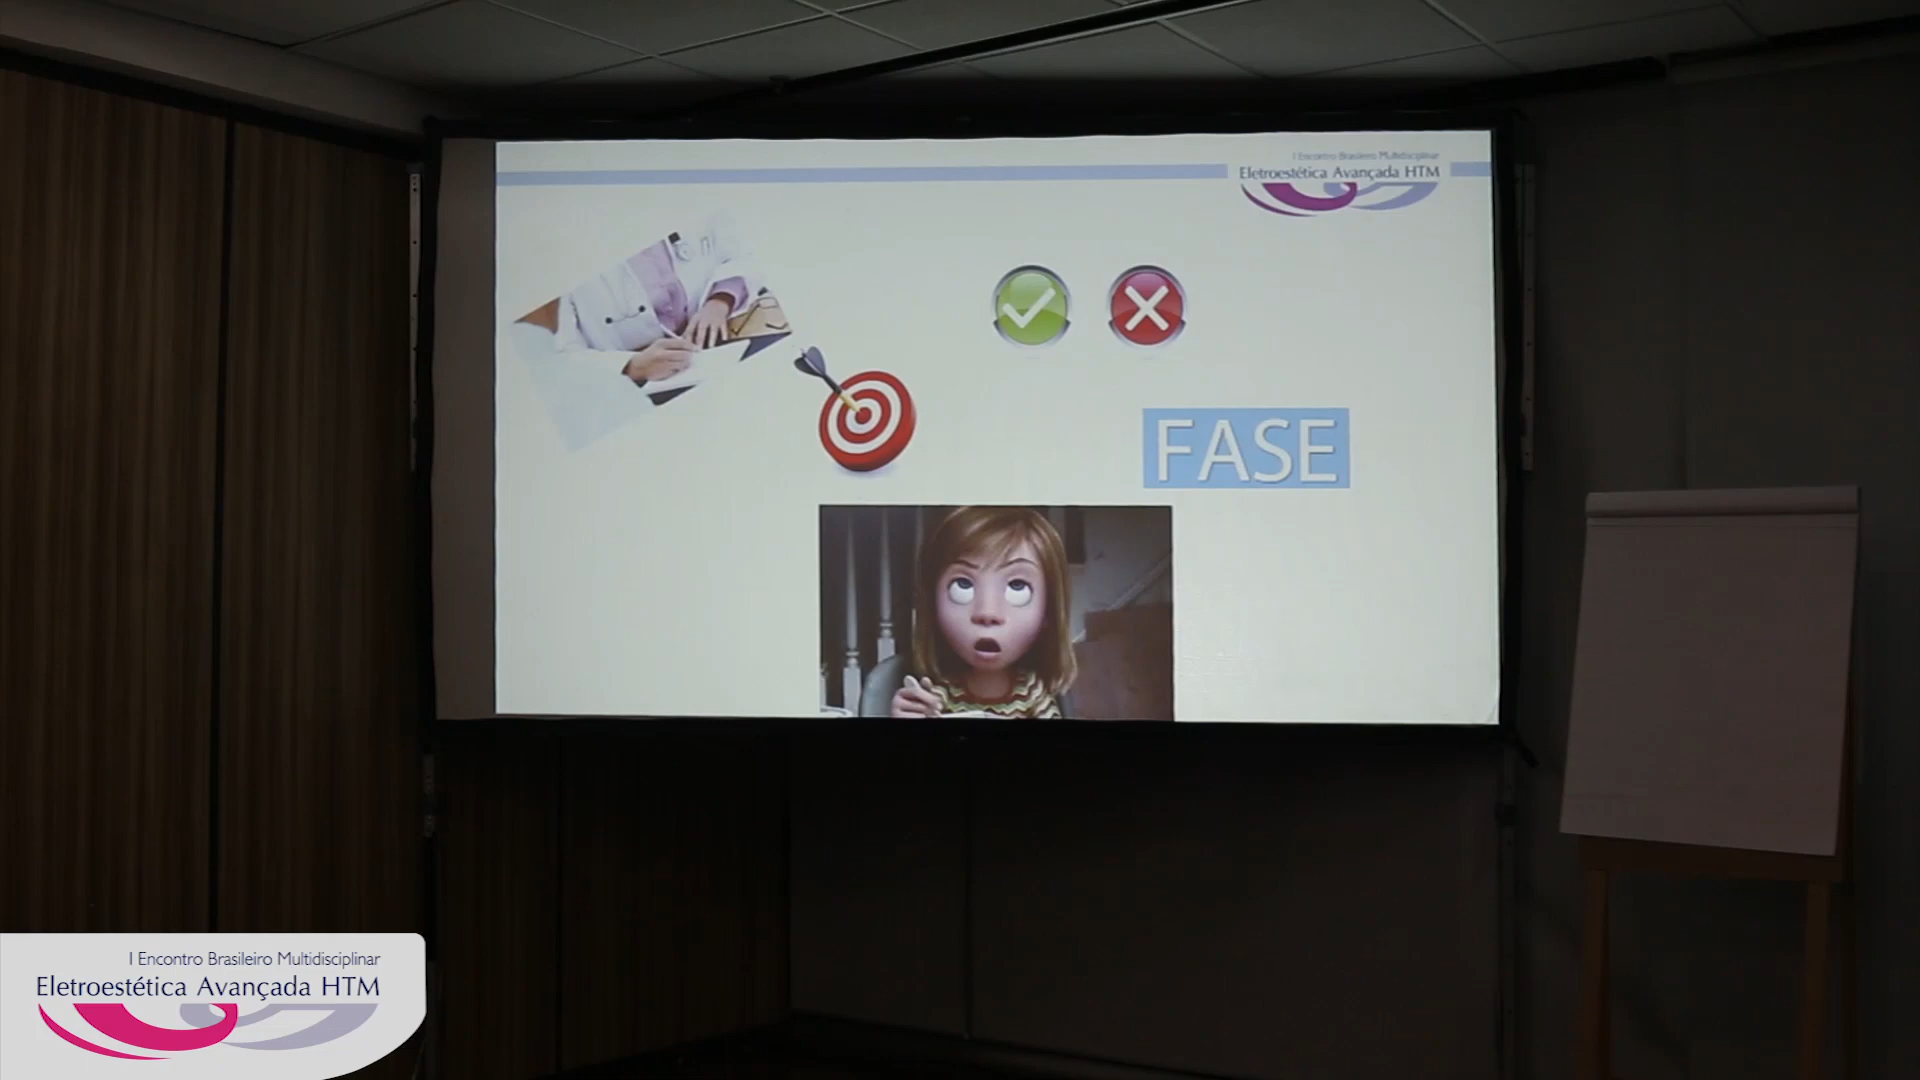 I Encontro Brasileiro Multidisciplinar
Eletroestética Avançada HTM
FASE
I Encontro Brasileiro Multidisciplinar
Eletroestética Avançada HTM